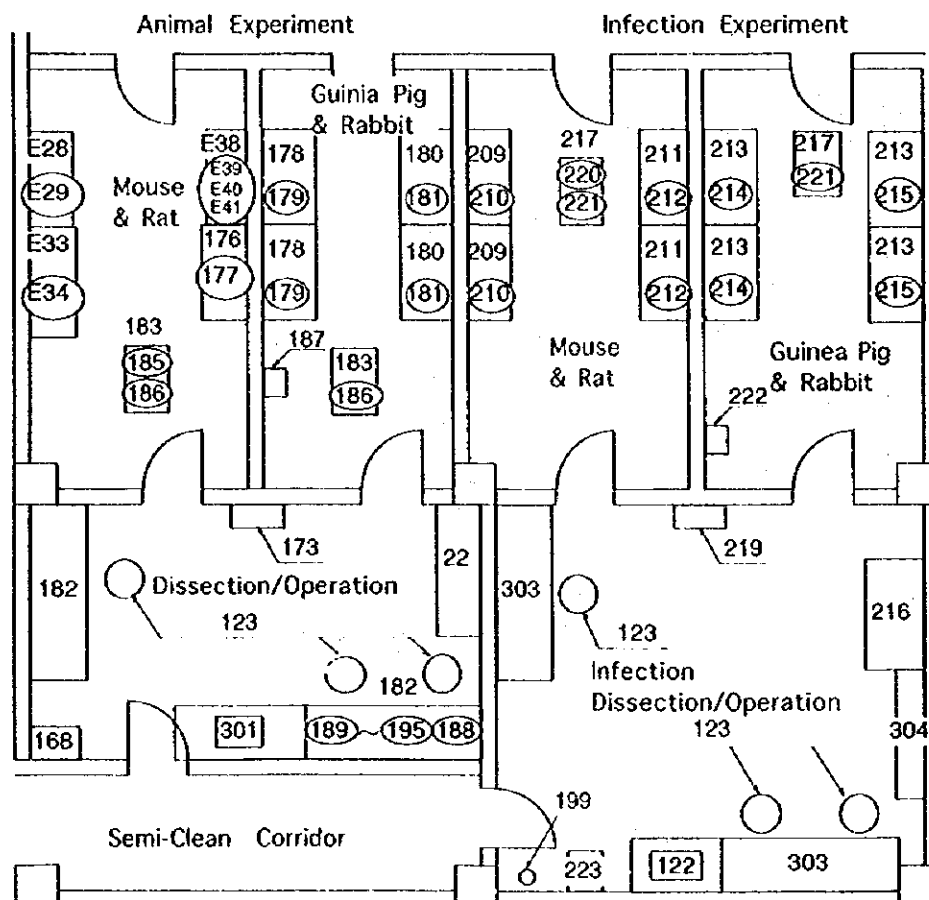 Animal Experiment
Infection Experiment
Guinia Pig
& Rabbit
E28
E29
E33
E34
Mouse
& Rat
E38
E39
E40
E41
176
177
178
179
178
179
180
181
180
181
209
210
209
210
217
220
221
211
212
211
212
213
214
213
214
217
221
213
215
213
215
183
185
186
187
183
186
Mouse
& Rat
Guinea Pig
& Rabbit
222
182
173
Dissection/Operation
123
22
182
168
301
189~195 188
303
219
123
216
Infection
Dissection/Operation
123
304
Semi-Clean Corridor
199
223
122
303